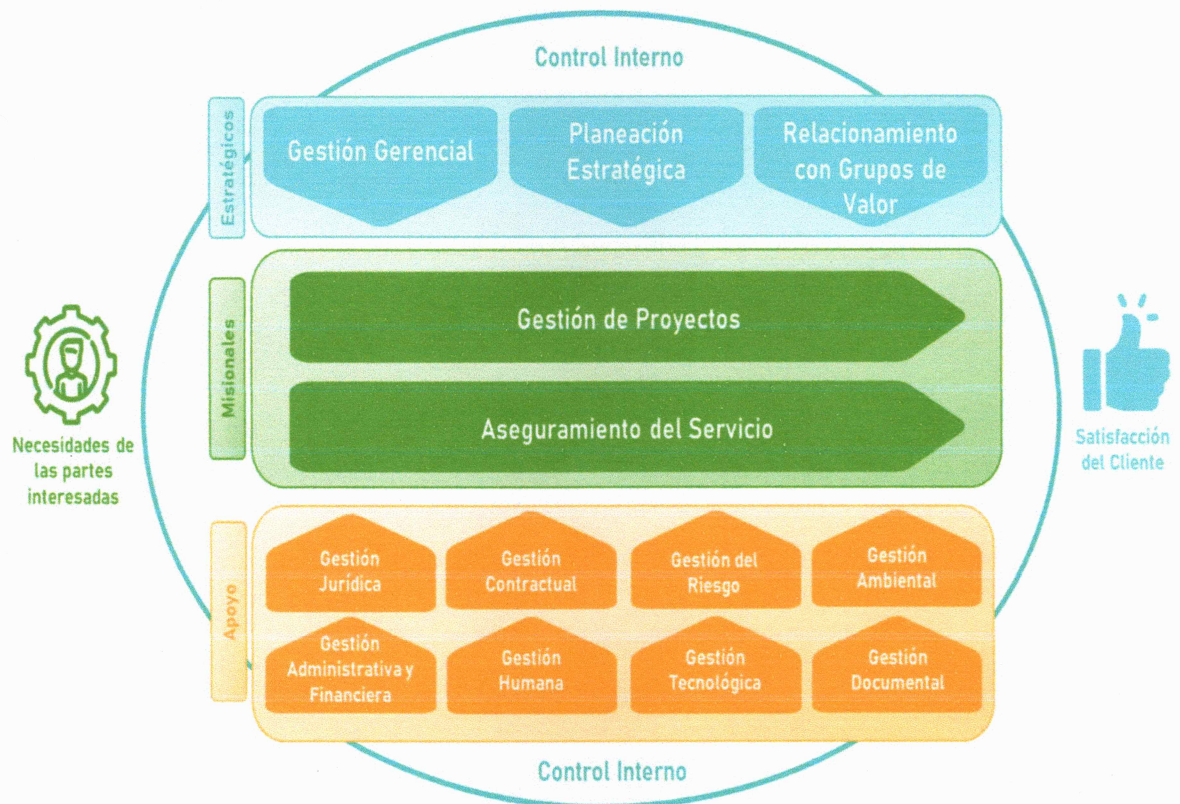 Control Interno
Estratégicos
Gestión Gerencial
Planeación
Estratégica
Relacionamiento
con Grupos de
Valor
Misionales
Gestión de Proyectos
Aseguramiento del Servicio
Necesidades de
las partes
interesadas
Satisfacción
del Cliente
Apoyo
Gestión
Jurídica
Gestión
Contractual
Gestión del
Riesgo
Gestión
Ambiental
Gestión
Administrativa y
Financiera
Gestión
Humana
Gestión
Tecnológica
Gestión
Documental
Control Interno